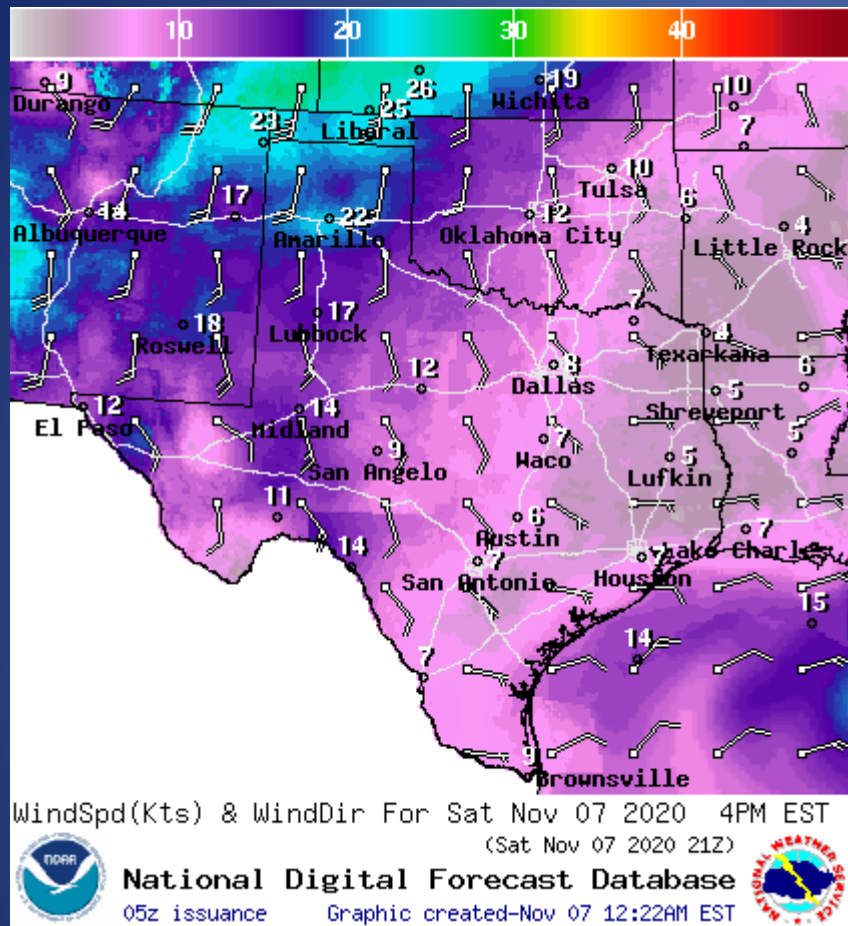 10 20 30 40
9
Durango
26
19
Wichita
10
25
Liberal
23
7
10
Tulsa
Albuquerque
17
22
Amarillo
12
Oklahoma City
6
4
Little Rock
18
Roswell
17
Lubbock
7
4
Texarkana
8
Dallas
12
6
12
El Paso
14
Midland
5
Shreveport
9
San Angelo
7
Waco
5
Lufkin
5
11
6
Austin
7
Lake Charles
14
7
San Antonio
Houston
15
14
7
9
Brownsville
WindSpd(Kts) & WindDir For Sat Nov 07 2020 4PM EST
(Sat Nov 07 2020 21Z)
National Digital Forecast Database
05z issuance Graphic created-Nov 07 12:22AM EST
NOAA
NATIONAL WEATHER SERVICE